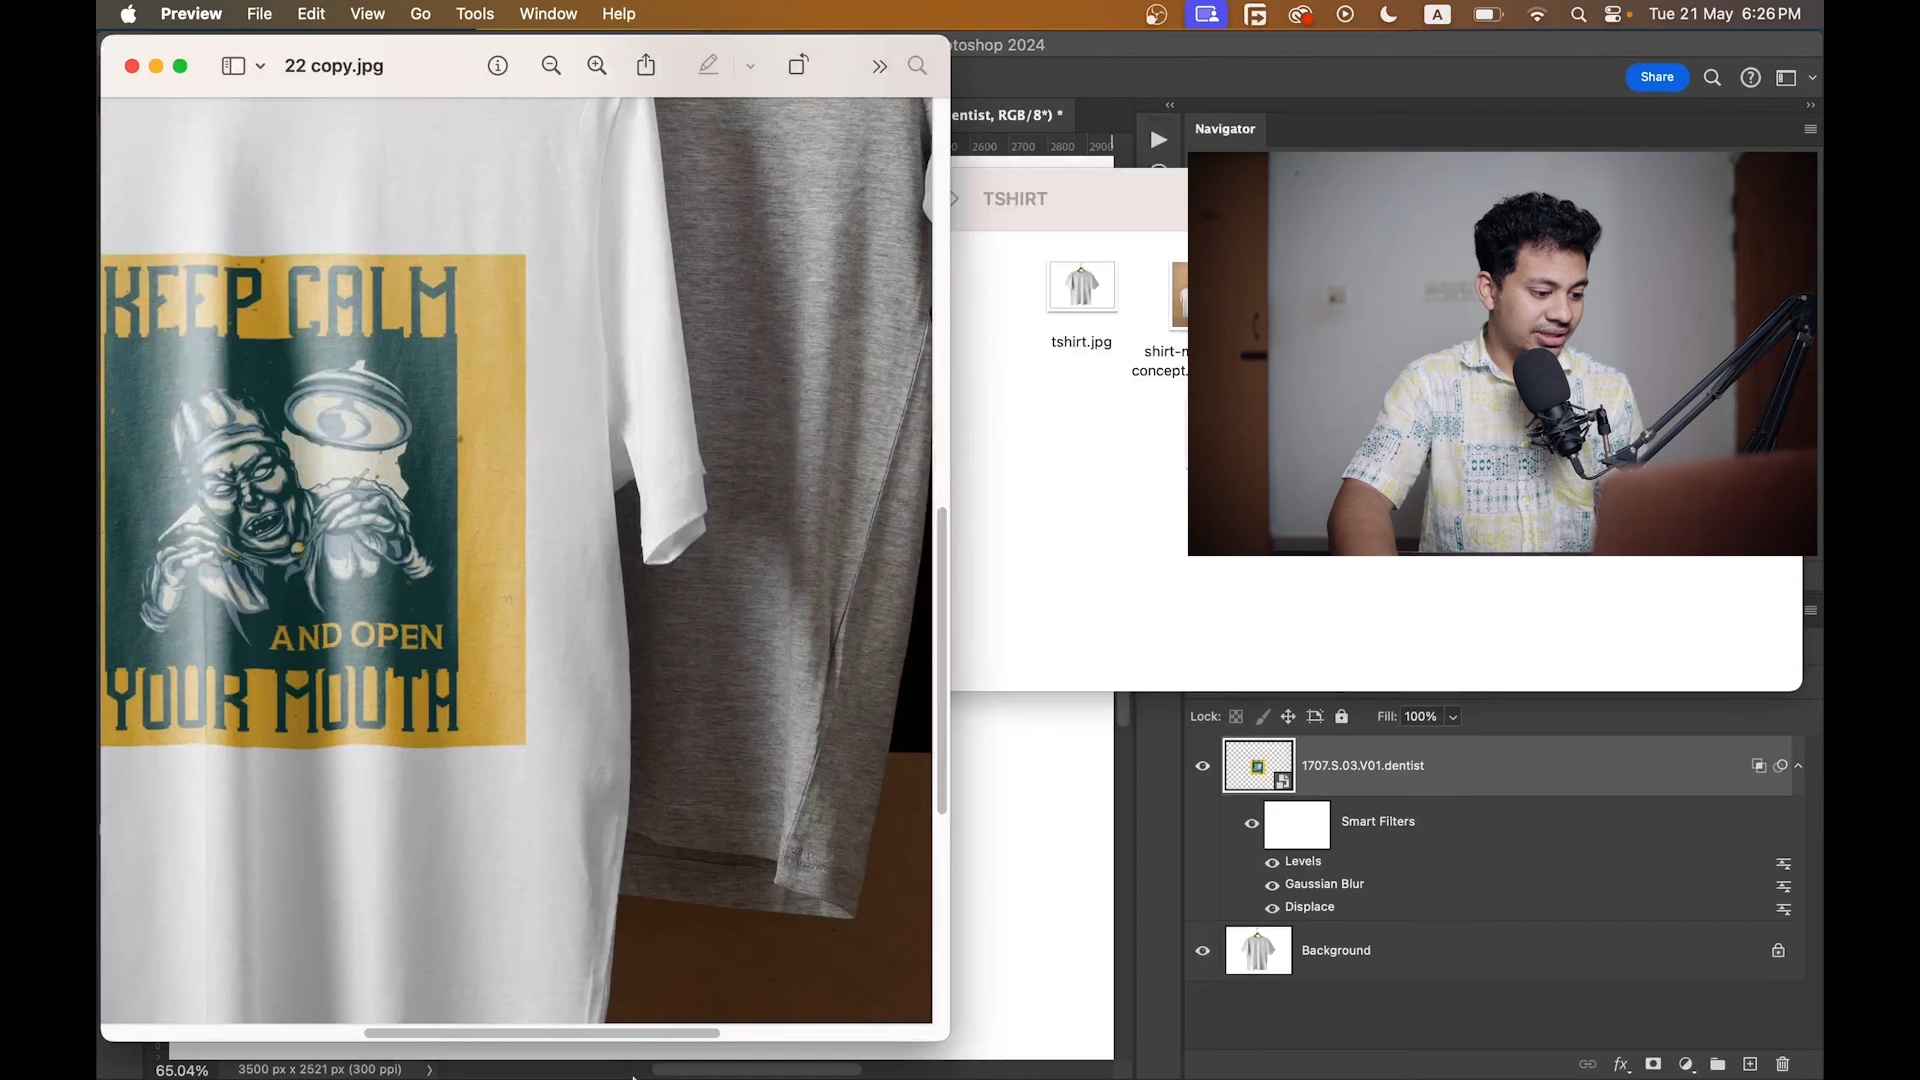 Preview File Edit View Go Tools Window Help
A
Tue 21 May 6:26 PM
22 copy.jpg
toshop 2024
Share
entist, RGB/8*) *
2600 2700 2800 2900
Navigator
TSHIRT
tshirt.jpg
shirt-m
concept.
KEEP CALM
AND OPEN
YOUR MOUTH
Lock:
Fill: 100%
1707.S.03.V01.dentist
Smart Filters
Levels
Gaussian Blur
Displace
Background
fx
65.04%
3500 px x 2521 px (300 ppi)